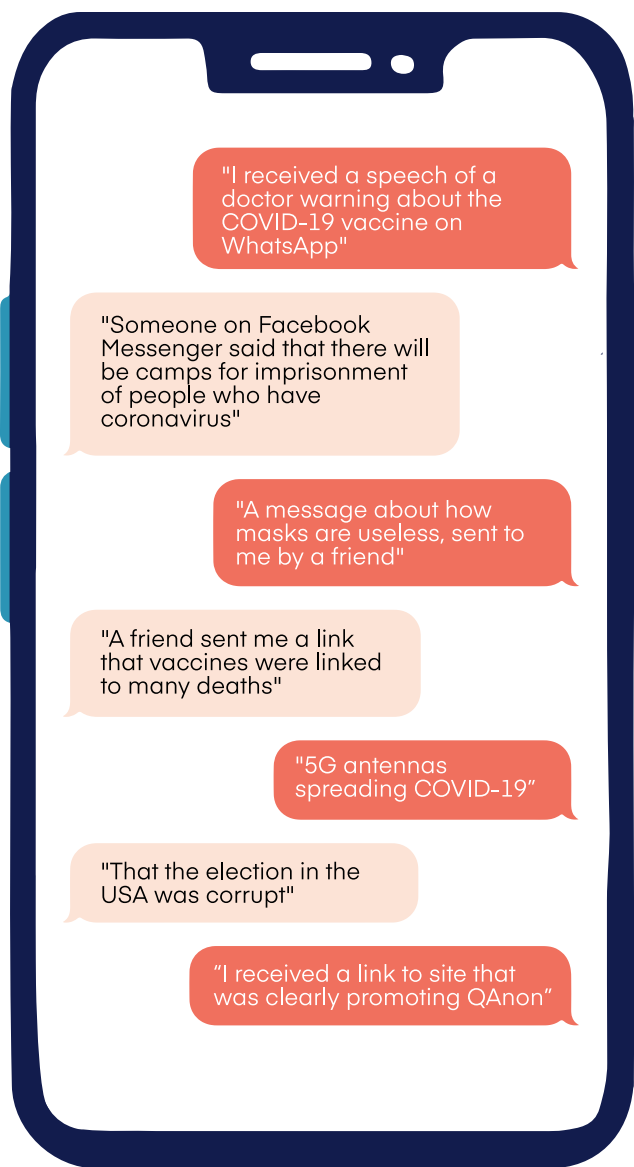 "I received a speech of a
doctor warning about the
COVID-19 vaccine on
WhatsApp"
"Someone on Facebook
Messenger said that there will
be camps for imprisonment
of people who have
coronavirus"
"A message about how
masks are useless, sent to
me by a friend"
"A friend sent me a link
that vaccines were linked
to many deaths"
"5G antennas
spreading COVID-19”
"That the election in the
USA was corrupt"
“I received a link to site that
was clearly promoting QAnon”